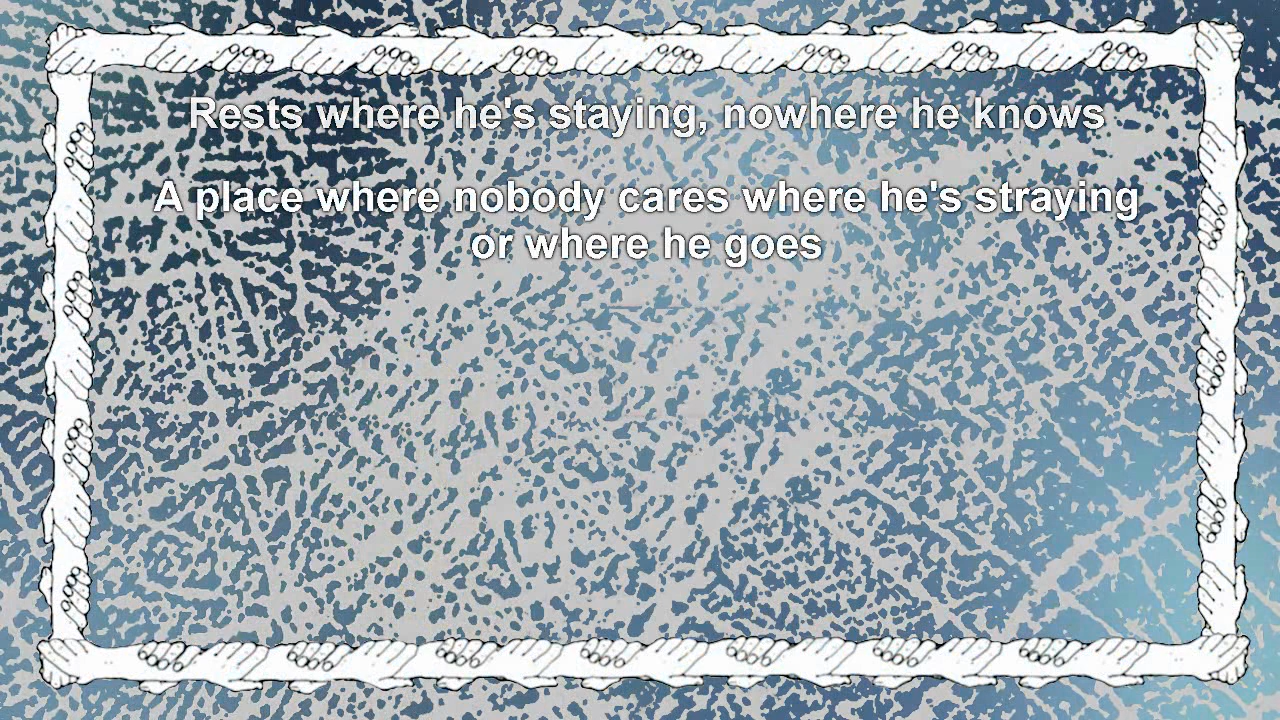 Rests where he's staying, nowhere he knows
A place where nobody cares where he's straying
or where he goes